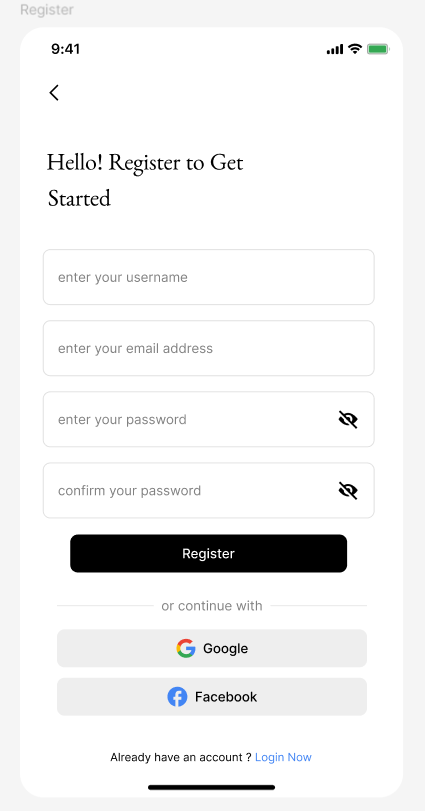 Register
9:41
Hello! Register to Get
Started
enter your username
enter your email address
enter your password
confirm your password
Register
or continue with
Google
Facebook
Already have an account ? Login Now